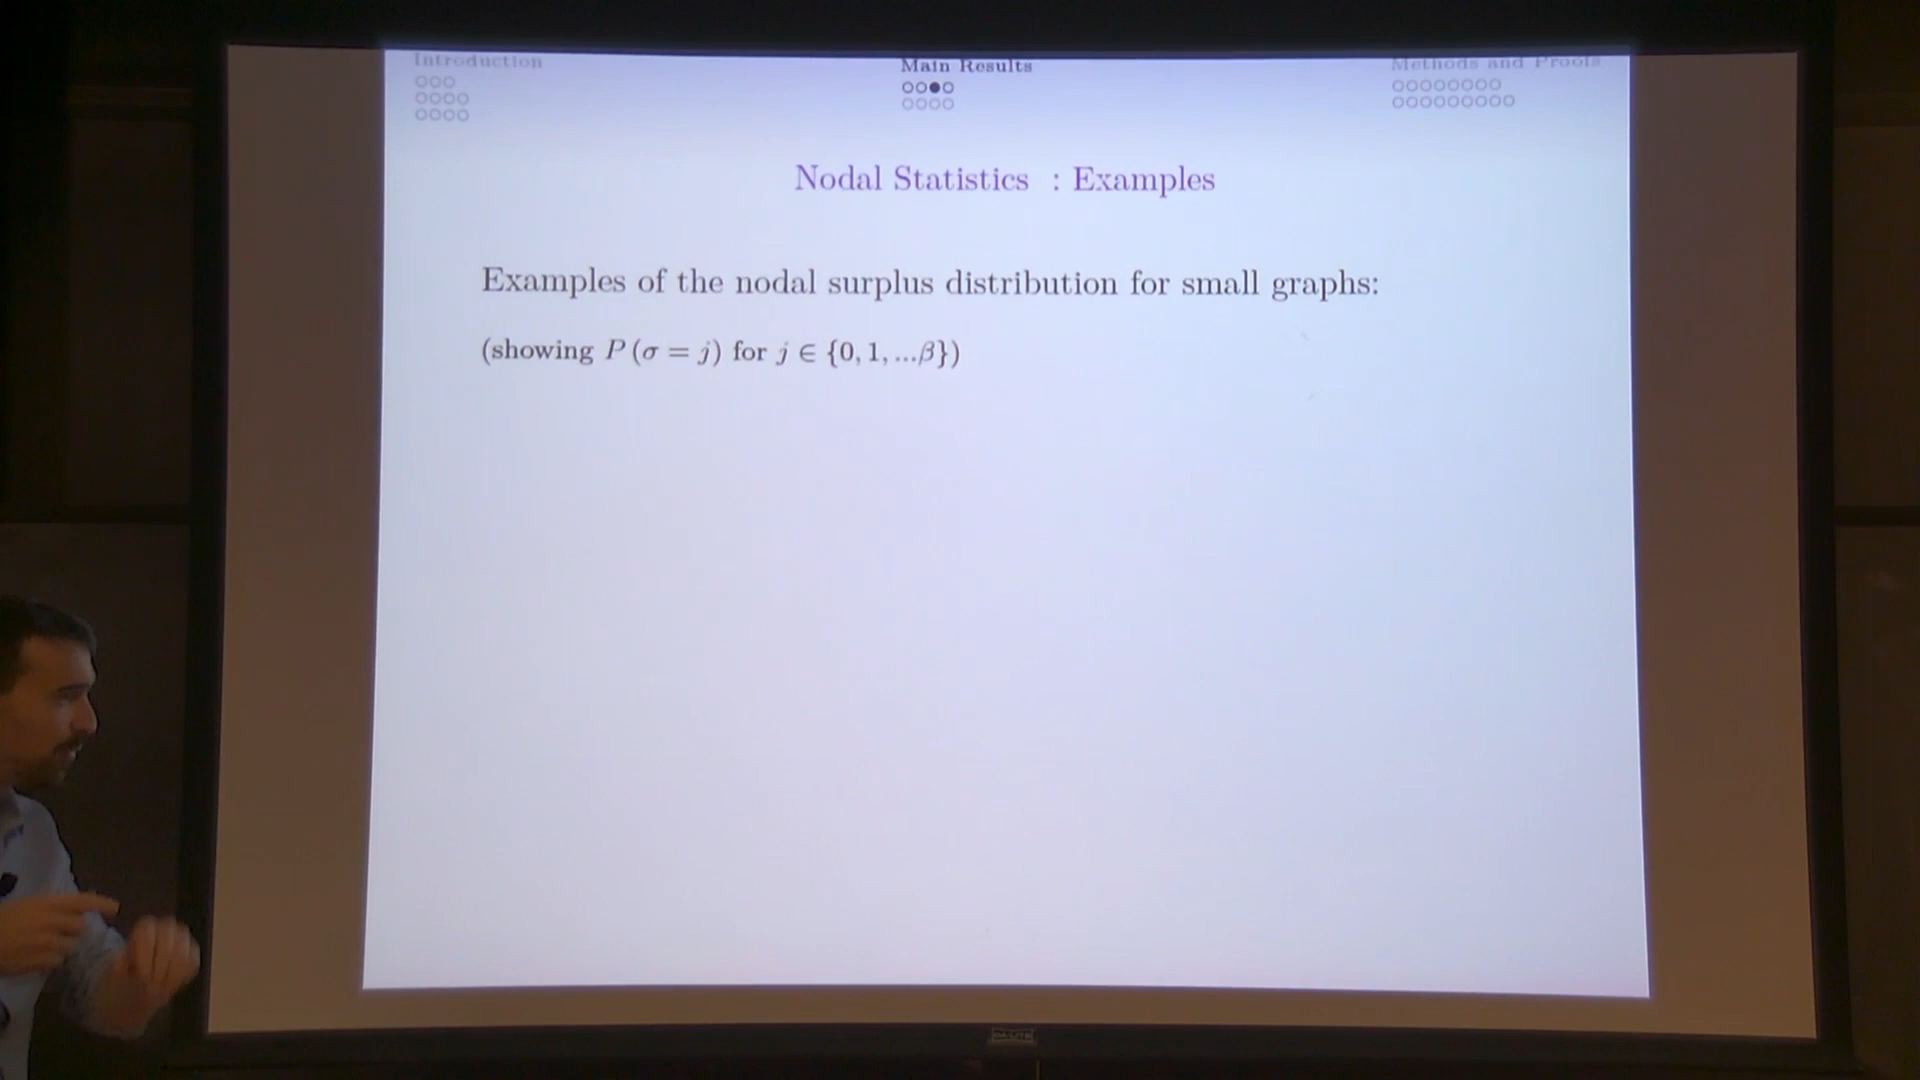 Introduction
Main Results
Methods and Proofs
Nodal Statistics : Examples
Examples of the nodal surplus distribution for small graphs:
(showing P (σ = j) for j ∈ {0, 1, ...β})